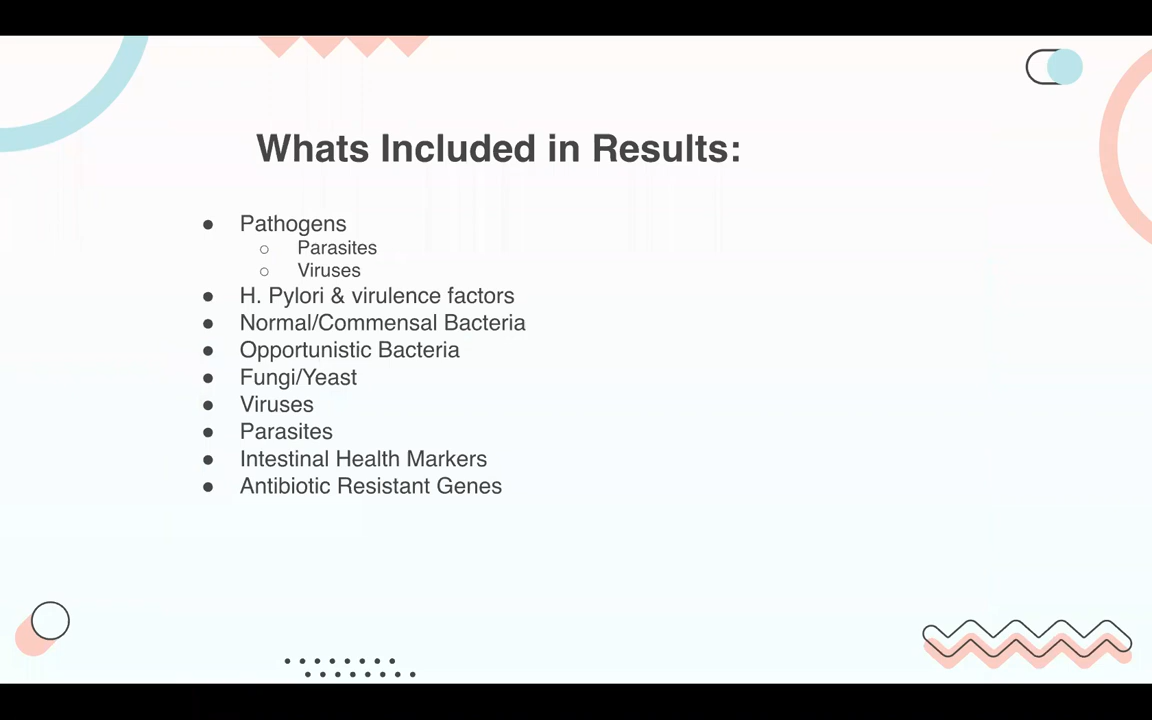 Whats Included in Results:
● Pathogens
○ Parasites
○ Viruses
● H. Pylori & virulence factors
● Normal/Commensal Bacteria
● Opportunistic Bacteria
● Fungi/Yeast
● Viruses
● Parasites
● Intestinal Health Markers
● Antibiotic Resistant Genes